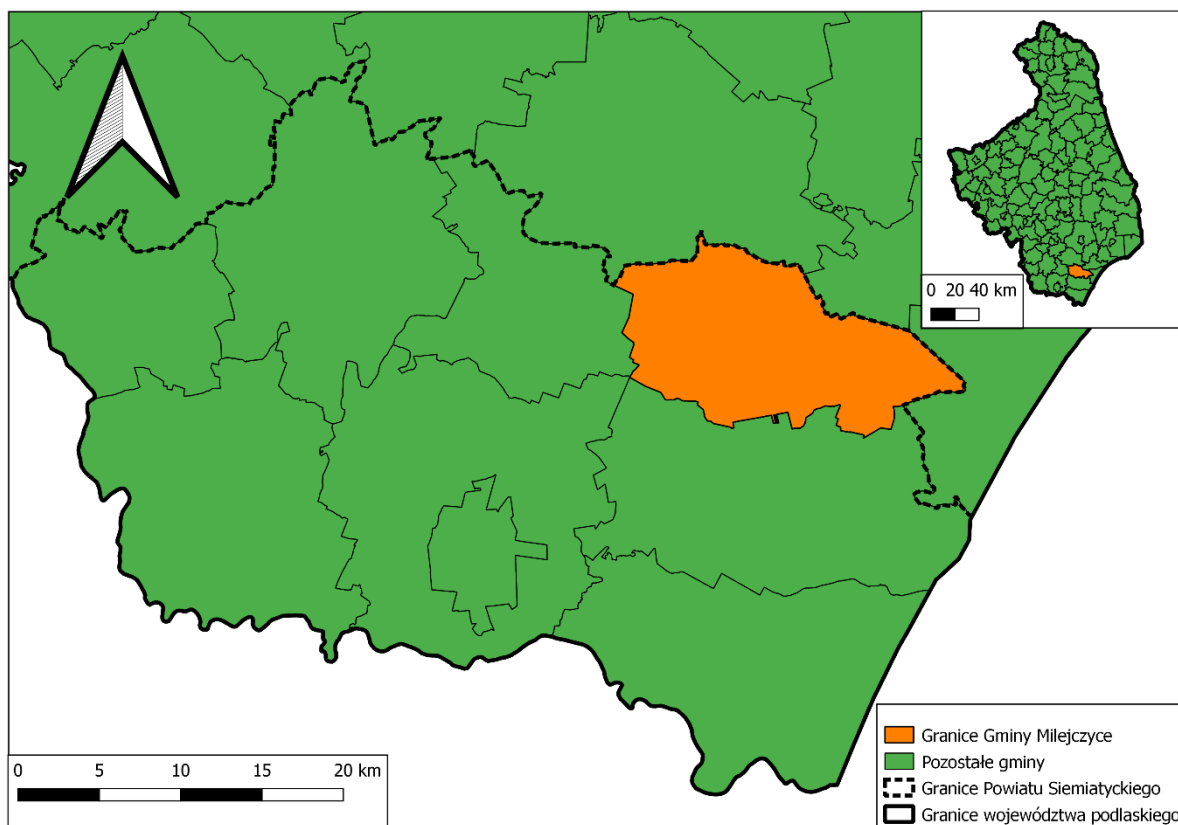 0 20 40 km
0 5 10 15 20 km
Granice Gminy Milejczyce
Pozostałe gminy
Granice Powiatu Siemiatyckiego
Granice województwa podlaskiego